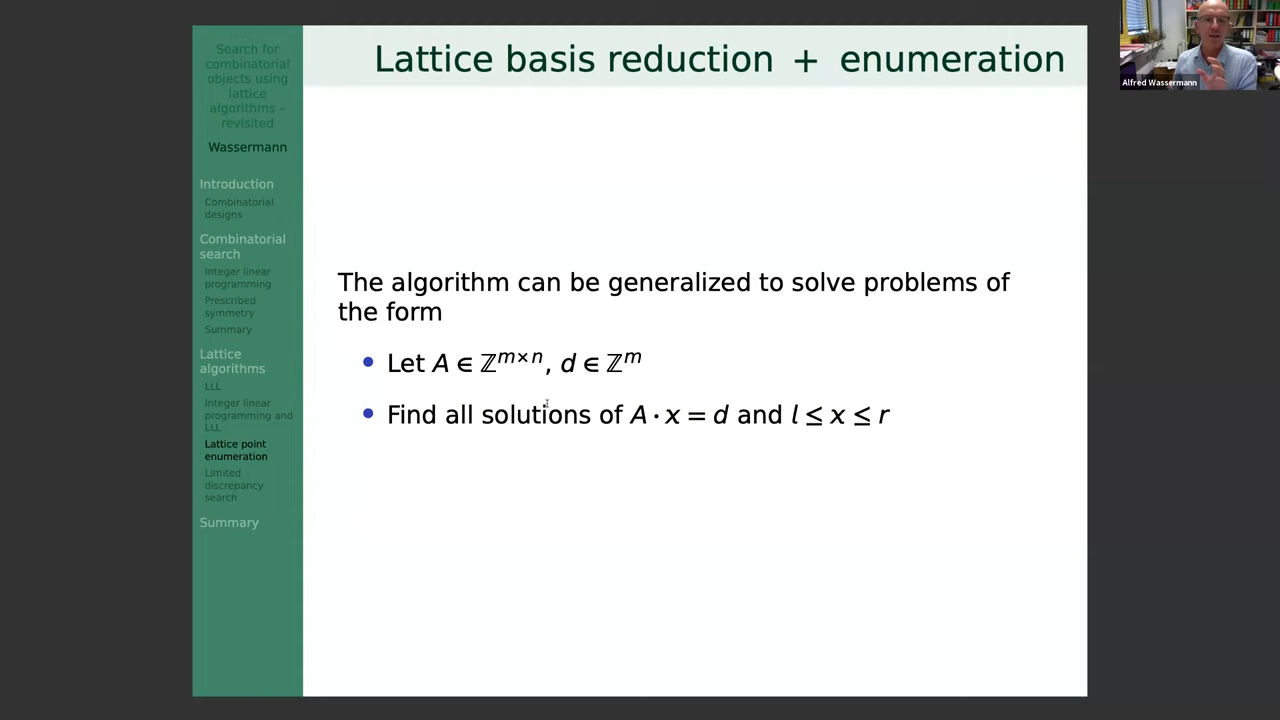 Search for
combinatorial
objects using
lattice
algorithms –
revisited
Wassermann
Introduction
Combinatorial
designs
Combinatorial
search
Integer linear
programming
Prescribed
symmetry
Summary
Lattice
algorithms
LLL
Integer linear
programming and
LLL
Lattice point
enumeration
Limited
discrepancy
search
Summary
Lattice basis reduction + enumeration
The algorithm can be generalized to solve problems of
the form
• Let A ∈ ℤ^{m×n}, d ∈ ℤ^m
• Find all solutions of A · x = d and l ≤ x ≤ r
Alfred Wassermann